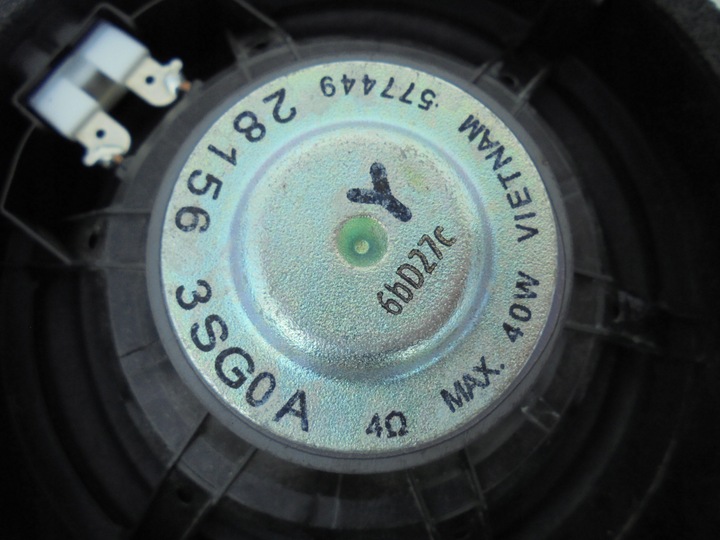 28156 3SG0A
4Ω MAX. 40W VIETNAM
577449
Y
6bD27c